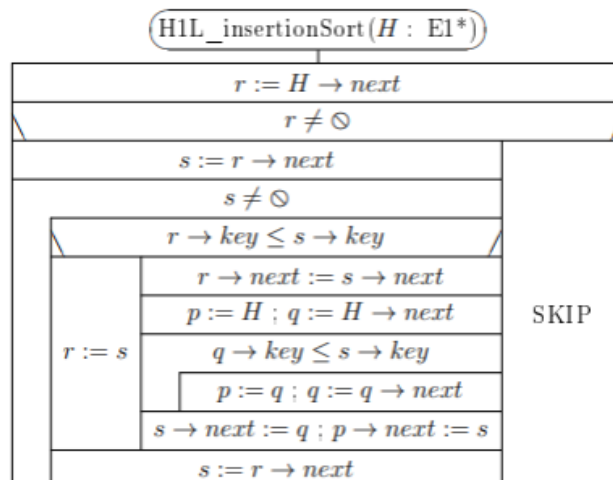 H1L_insertionSort(H : E1*)
r := H → next
r ≠ ⦸
s := r → next
s ≠ ⦸
r → key ≤ s → key
r → next := s → next
p := H ; q := H → next
SKIP
r := s
q → key ≤ s → key
p := q ; q := q → next
s → next := q ; p → next := s
s := r → next